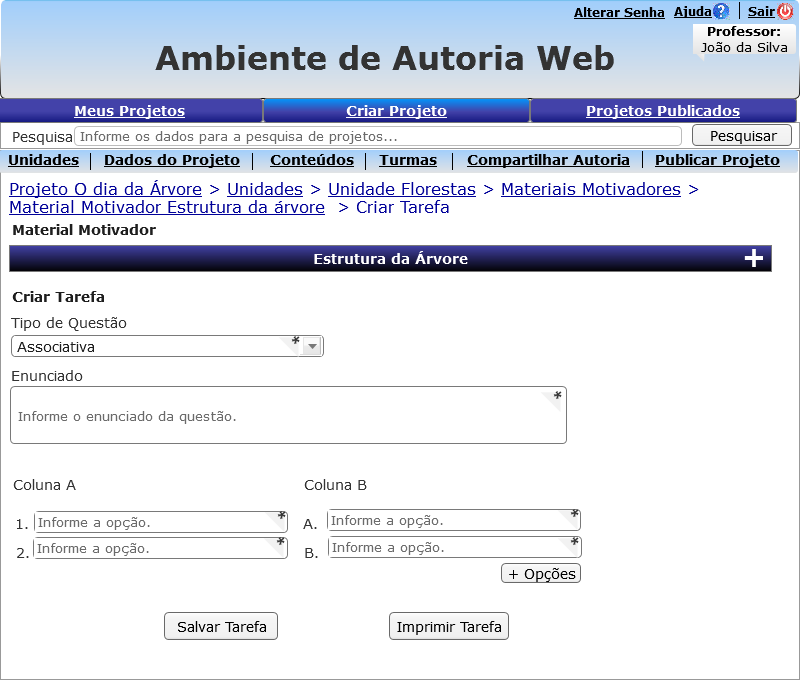 Alterar Senha Ajuda? Sair
Professor:
João da Silva
Ambiente de Autoria Web
Meus Projetos Criar Projeto Projetos Publicados
Pesquisa Informe os dados para a pesquisa de projetos... Pesquisar
Unidades | Dados do Projeto | Conteúdos | Turmas | Compartilhar Autoria | Publicar Projeto
Projeto O dia da Árvore > Unidades > Unidade Florestas > Materiais Motivadores >
Material Motivador Estrutura da árvore > Criar Tarefa
Material Motivador
Estrutura da Árvore +
Criar Tarefa
Tipo de Questão
Associativa *
Enunciado
Informe o enunciado da questão. *
Coluna A Coluna B
1. Informe a opção. * A. Informe a opção. *
2. Informe a opção. * B. Informe a opção. *
+ Opções
Salvar Tarefa Imprimir Tarefa